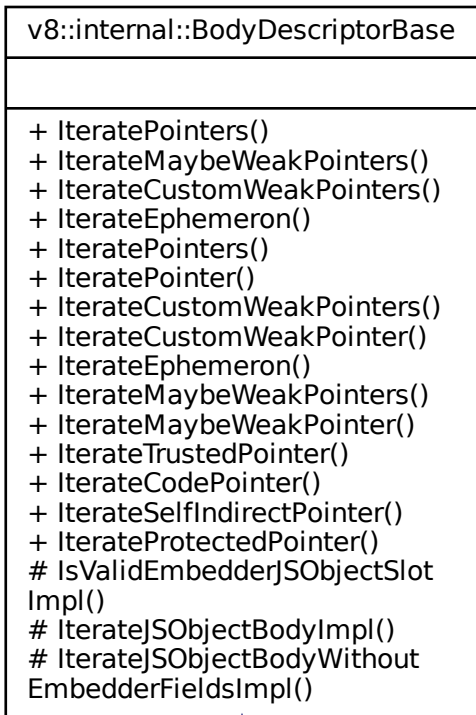 v8::internal::BodyDescriptorBase
+ IteratePointers()
+ IterateMaybeWeakPointers()
+ IterateCustomWeakPointers()
+ IterateEphemeron()
+ IteratePointers()
+ IteratePointer()
+ IterateCustomWeakPointers()
+ IterateCustomWeakPointer()
+ IterateEphemeron()
+ IterateMaybeWeakPointers()
+ IterateMaybeWeakPointer()
+ IterateTrustedPointer()
+ IterateCodePointer()
+ IterateSelfIndirectPointer()
+ IterateProtectedPointer()
# IsValidEmbedderJSObjectSlot
Impl()
# IterateJSObjectBodyImpl()
# IterateJSObjectBodyWithout
EmbedderFieldsImpl()